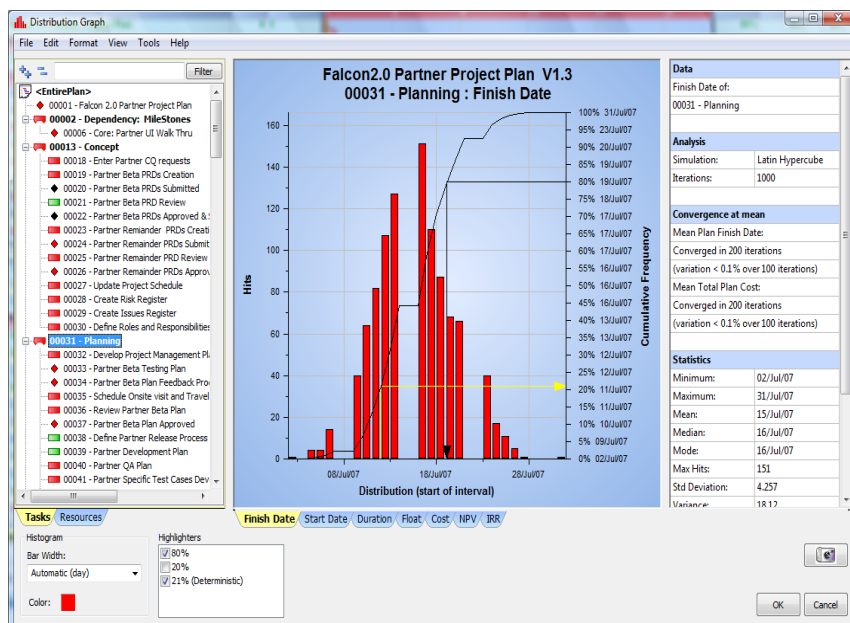 Distribution Graph
File Edit Format View Tools Help
Filter
<EntirePlan>
00001 - Falcon 2.0 Partner Project Plan
00002 - Dependency: MileStones
00006 - Core: Partner UI Walk Thru
00013 - Concept
00018 - Enter Partner CQ requests
00019 - Partner Beta PRDs Creation
00020 - Partner Beta PRDs Submitted
00021 - Partner Beta PRD Review
00022 - Partner Beta PRDs Approved &
00023 - Partner Remiander PRDs Creati
00024 - Partner Remainder PRDs Submit
00025 - Partner Remainder PRD Review
00026 - Partner Remainder PRDs Approv
00027 - Update Project Schedule
00028 - Create Risk Register
00029 - Create Issues Register
00030 - Define Roles and Responsibilities
00031 - Planning
00032 - Develop Project Management Pl
00033 - Partner Beta Testing Plan
00034 - Partner Beta Plan Feedback Pro
00035 - Schedule Onsite visit and Travel
00036 - Review Partner Beta Plan
00037 - Partner Beta Plan Approved
00038 - Define Partner Release Process
00039 - Partner Development Plan
00040 - Partner QA Plan
00041 - Partner Specific Test Cases Dev
Tasks Resources
Falcon2.0 Partner Project Plan V1.3
00031 - Planning : Finish Date
160
140
120
100
80
60
40
20
0
Hits
08/Jul/07 18/Jul/07 28/Jul/07
Distribution (start of interval)
100% 31/Jul/07
95% 23/Jul/07
90% 20/Jul/07
85% 19/Jul/07
80% 19/Jul/07
75% 18/Jul/07
70% 17/Jul/07
65% 17/Jul/07
60% 17/Jul/07
55% 16/Jul/07
50% 16/Jul/07
45% 16/Jul/07
40% 13/Jul/07
35% 13/Jul/07
30% 12/Jul/07
25% 12/Jul/07
20% 11/Jul/07
15% 11/Jul/07
10% 10/Jul/07
5% 09/Jul/07
0% 02/Jul/07
Cumulative Frequency
Finish Date Start Date Duration Float Cost NPV IRR
Data
Finish Date of:
00031 - Planning
Analysis
Simulation: Latin Hypercube
Iterations: 1000
Convergence at mean
Mean Plan Finish Date:
Converged in 200 iterations
(variation < 0.1% over 100 iterations)
Mean Total Plan Cost:
Converged in 200 iterations
(variation < 0.1% over 100 iterations)
Statistics
Minimum: 02/Jul/07
Maximum: 31/Jul/07
Mean: 15/Jul/07
Median: 16/Jul/07
Mode: 16/Jul/07
Max Hits: 151
Std Deviation: 4.257
Variance: 18.12
Histogram
Bar Width:
Automatic (day)
Color:
Highlighters
80%
20%
21% (Deterministic)
OK Cancel